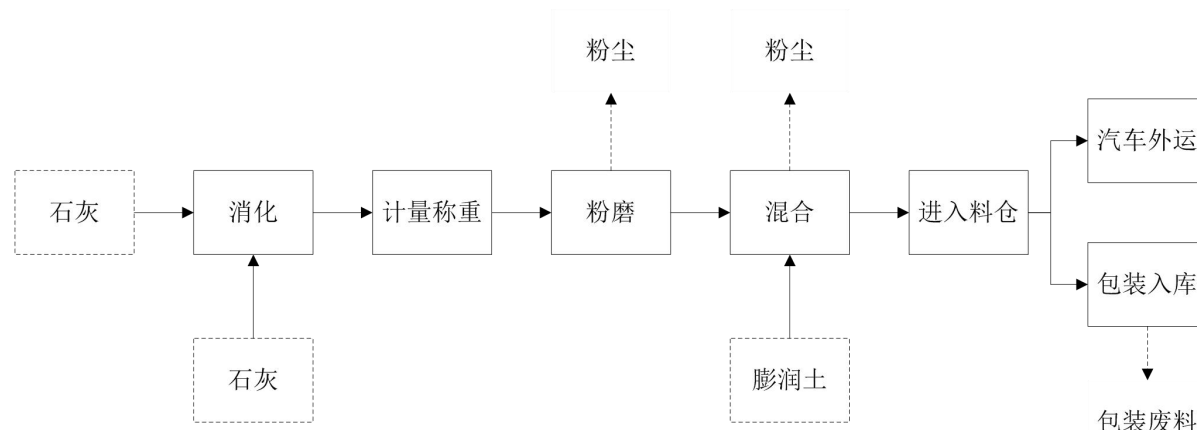 粉尘
粉尘
汽车外运
石灰
消化
计量称重
粉磨
混合
进入料仓
包装入库
石灰
膨润土
包装废料